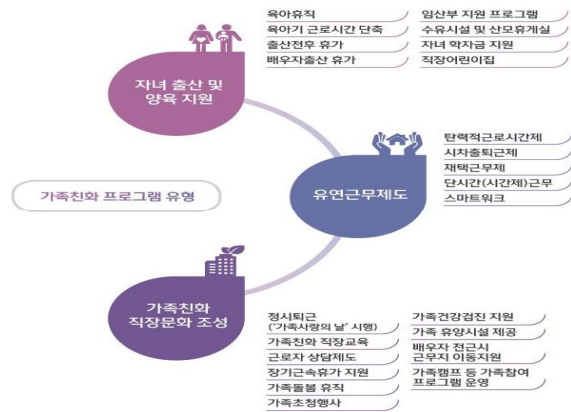 육아휴직
육아기 근로시간 단축
출산전후 휴가
배우자출산 휴가
임산부 지원 프로그램
수유시설 및 산모휴게실
자녀 학자금 지원
직장어린이집
자녀 출산 및
양육 지원
탄력적근로시간제
시차출퇴근제
재택근무제
단시간(시간제)근무
스마트워크
유연근무제도
가족친화 프로그램 유형
가족친화
직장문화 조성
정시퇴근
('가족사랑의 날' 시행)
가족친화 직장교육
근로자 상담제도
장기근속휴가 지원
가족돌봄 휴직
가족초청행사
가족건강검진 지원
가족 휴양시설 제공
배우자 전근시
근무지 이동지원
가족캠프 등 가족참여
프로그램 운영